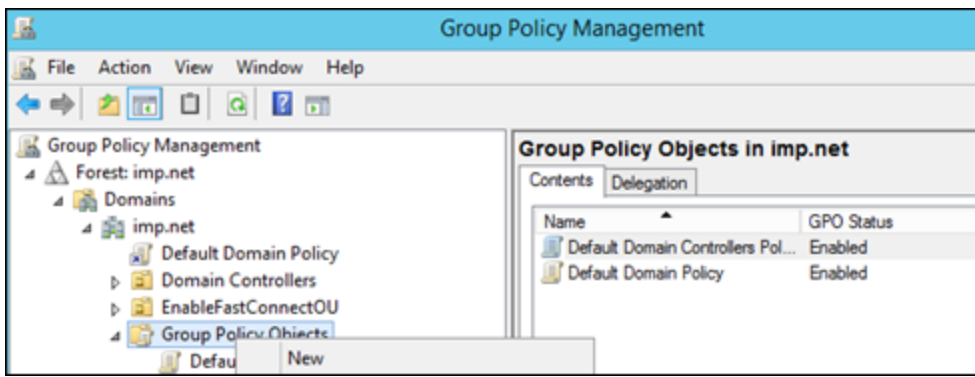 Group Policy Management
File Action View Window Help
Group Policy Management
Forest: imp.net
Domains
imp.net
Default Domain Policy
Domain Controllers
EnableFastConnectOU
Group Policy Objects
Defau
New
Group Policy Objects in imp.net
Contents Delegation
Name GPO Status
Default Domain Controllers Pol... Enabled
Default Domain Policy Enabled